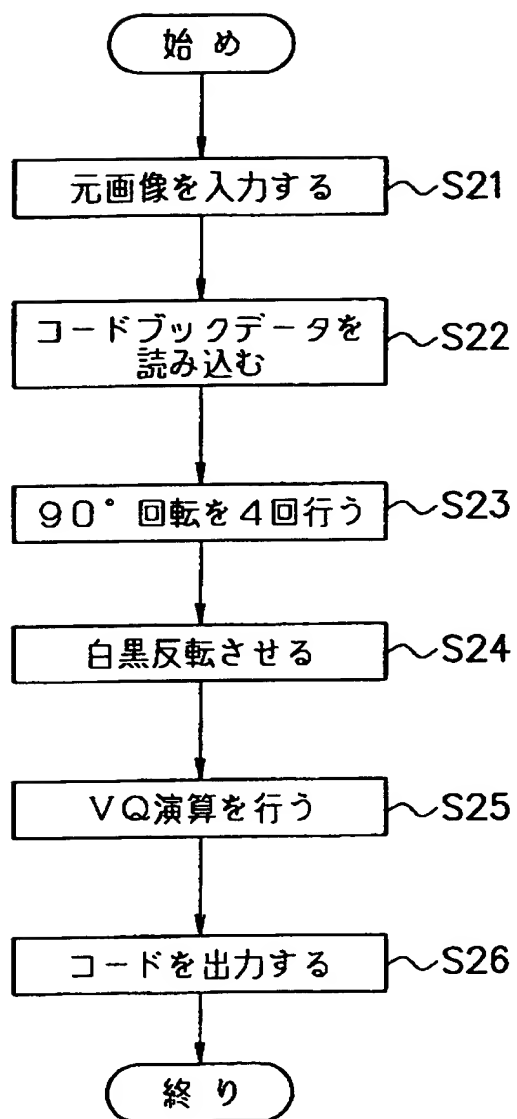 始め
元画像を入力する
S21
コードブックデータを
読み込む
S22
90°回転を4回行う
S23
白黒反転させる
S24
VQ演算を行う
S25
コードを出力する
S26
終り